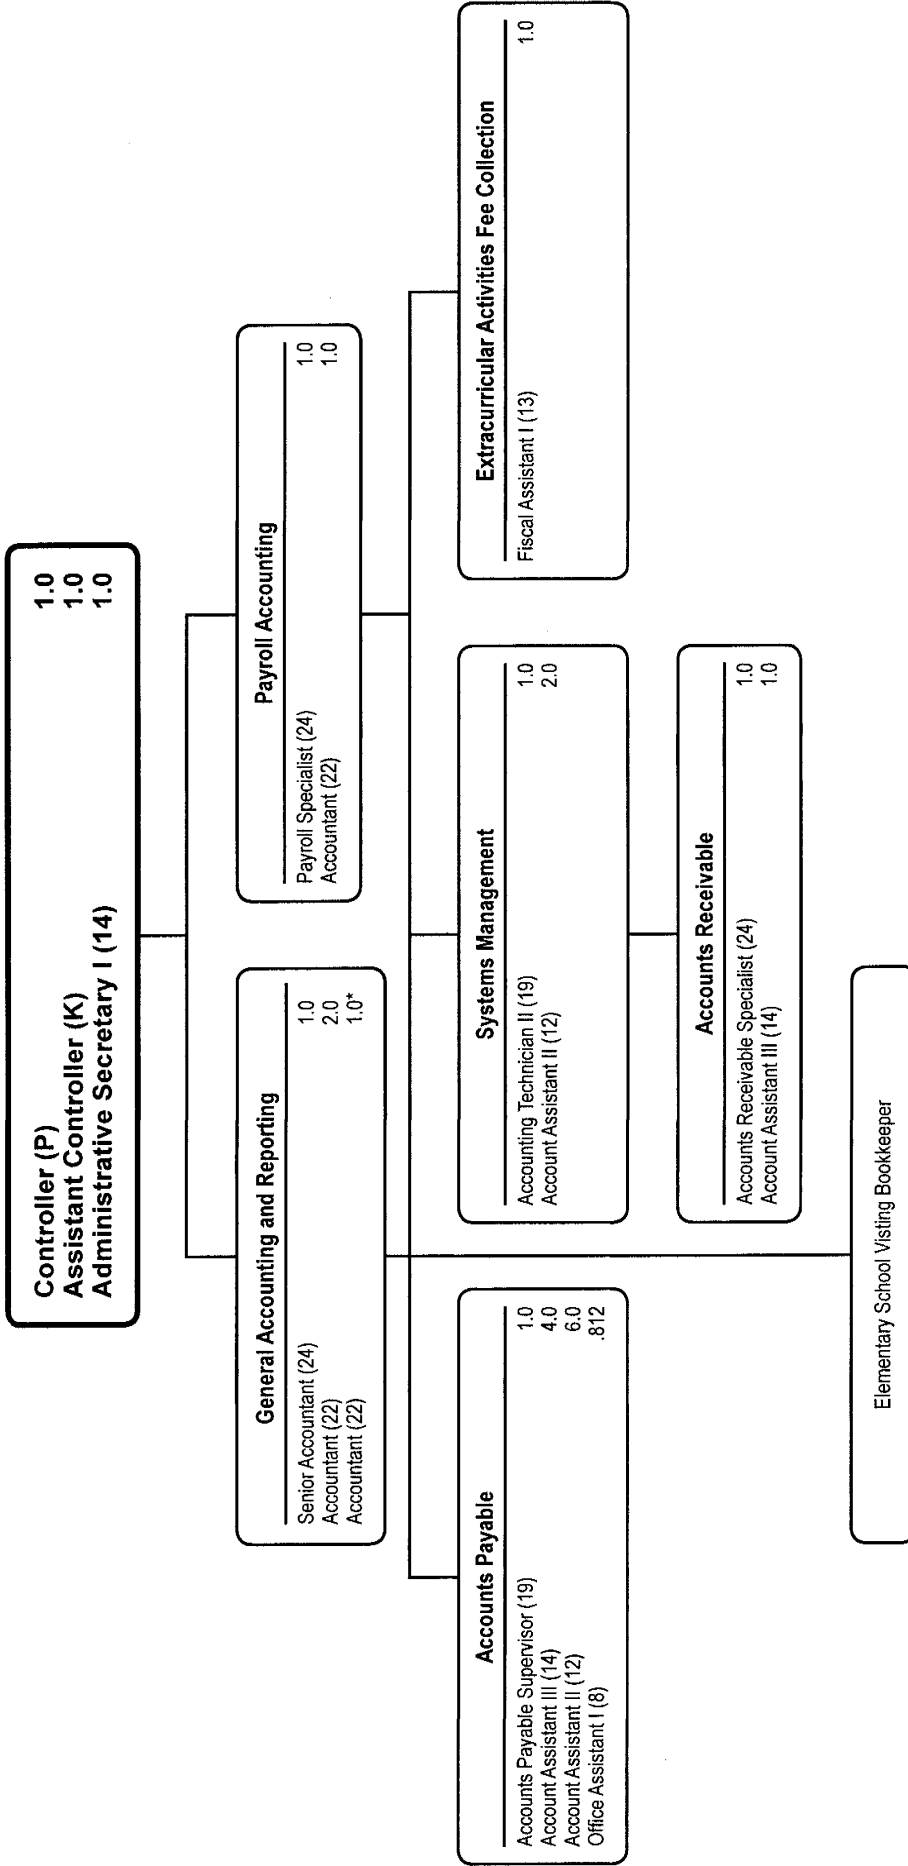 Controller (P) 1.0
Assistant Controller (K) 1.0
Administrative Secretary I (14) 1.0
General Accounting and Reporting
Senior Accountant (24) 1.0
Accountant (22) 2.0
Accountant (22) 1.0*
Payroll Accounting
Payroll Specialist (24) 1.0
Accountant (22) 1.0
Accounts Payable
Accounts Payable Supervisor (19) 1.0
Account Assistant III (14) 4.0
Account Assistant II (12) 6.0
Office Assistant I (8) .812
Systems Management
Accounting Technician II (19) 1.0
Account Assistant II (12) 2.0
Extracurricular Activities Fee Collection
Fiscal Assistant I (13) 1.0
Accounts Receivable
Accounts Receivable Specialist (24) 1.0
Account Assistant III (14) 1.0
Elementary School Visting Bookkeeper